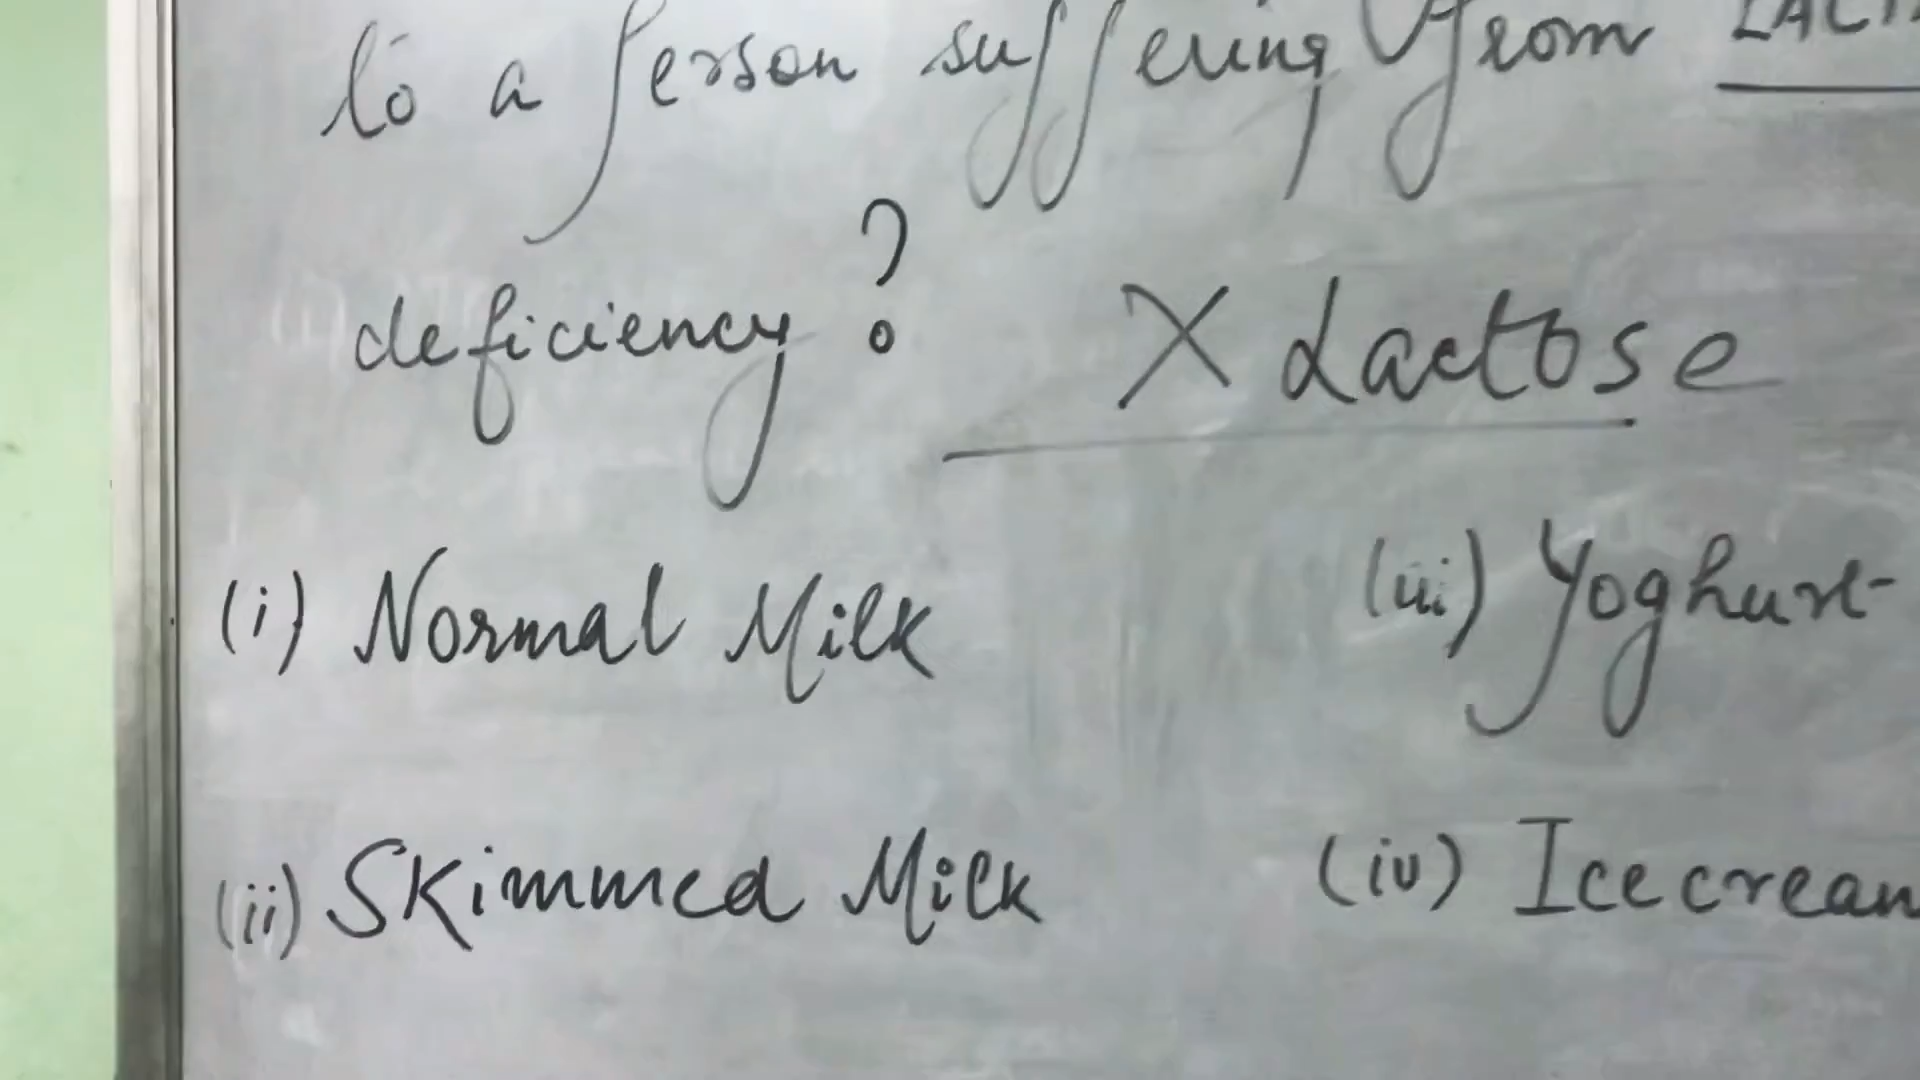 to a person suffering from
deficiency?
X Lactose
(i) Normal Milk
(iii) Yoghurt
(ii) Skimmed Milk
(iv) Icecream